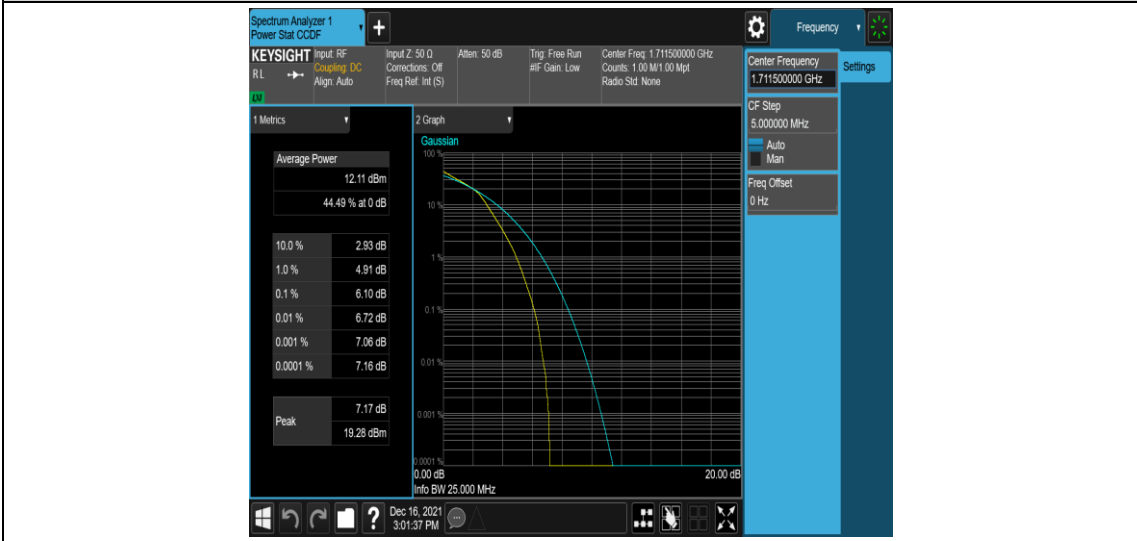 Spectrum Analyzer 1
Power Stat CCDF
+
Frequency
KEYSIGHT
RL
LNI
Input: RF
Coupling: DC
Align: Auto
Input Z: 50 Ω
Corrections: Off
Freq Ref: Int (S)
Atten: 50 dB
Trig: Free Run
#IF Gain: Low
Center Freq: 1.711500000 GHz
Counts: 1.00 M/1.00 Mpt
Radio Std: None
Center Frequency
1.711500000 GHz
Settings
CF Step
5.000000 MHz
Auto
Man
Freq Offset
0 Hz
1 Metrics
Average Power
12.11 dBm
44.49 % at 0 dB
10.0 % 2.93 dB
1.0 % 4.91 dB
0.1 % 6.10 dB
0.01 % 6.72 dB
0.001 % 7.06 dB
0.0001 % 7.16 dB
Peak
7.17 dB
19.28 dBm
2 Graph
Gaussian
100 %
10 %
1 %
0.1 %
0.01 %
0.001 %
0.0001 %
0.00 dB 20.00 dB
Info BW 25.000 MHz
?
Dec 16, 2021
3:01:37 PM